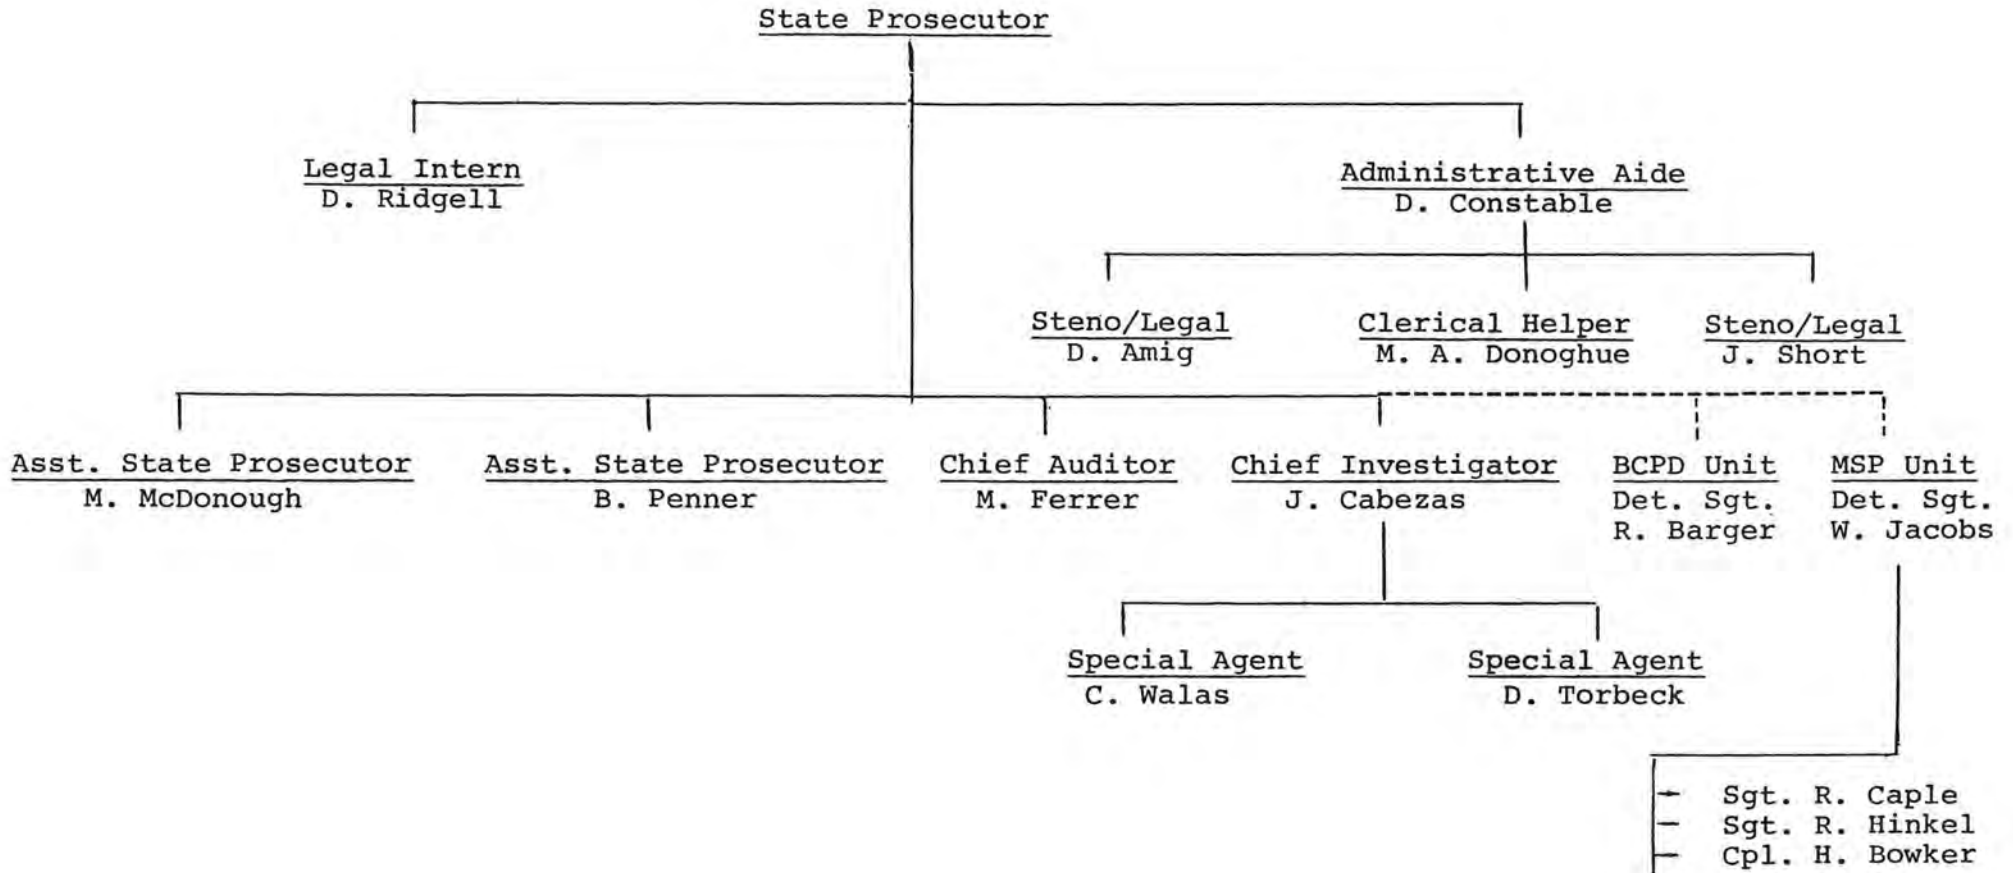 State Prosecutor
Legal Intern
D. Ridgell
Administrative Aide
D. Constable
Steno/Legal
D. Amig
Clerical Helper
M. A. Donoghue
Steno/Legal
J. Short
Asst. State Prosecutor
M. McDonough
Asst. State Prosecutor
B. Penner
Chief Auditor
M. Ferrer
Chief Investigator
J. Cabezas
BCPD Unit
Det. Sgt.
R. Barger
MSP Unit
Det. Sgt.
W. Jacobs
Special Agent
C. Walas
Special Agent
D. Torbeck
Sgt. R. Caple
Sgt. R. Hinkel
Cpl. H. Bowker